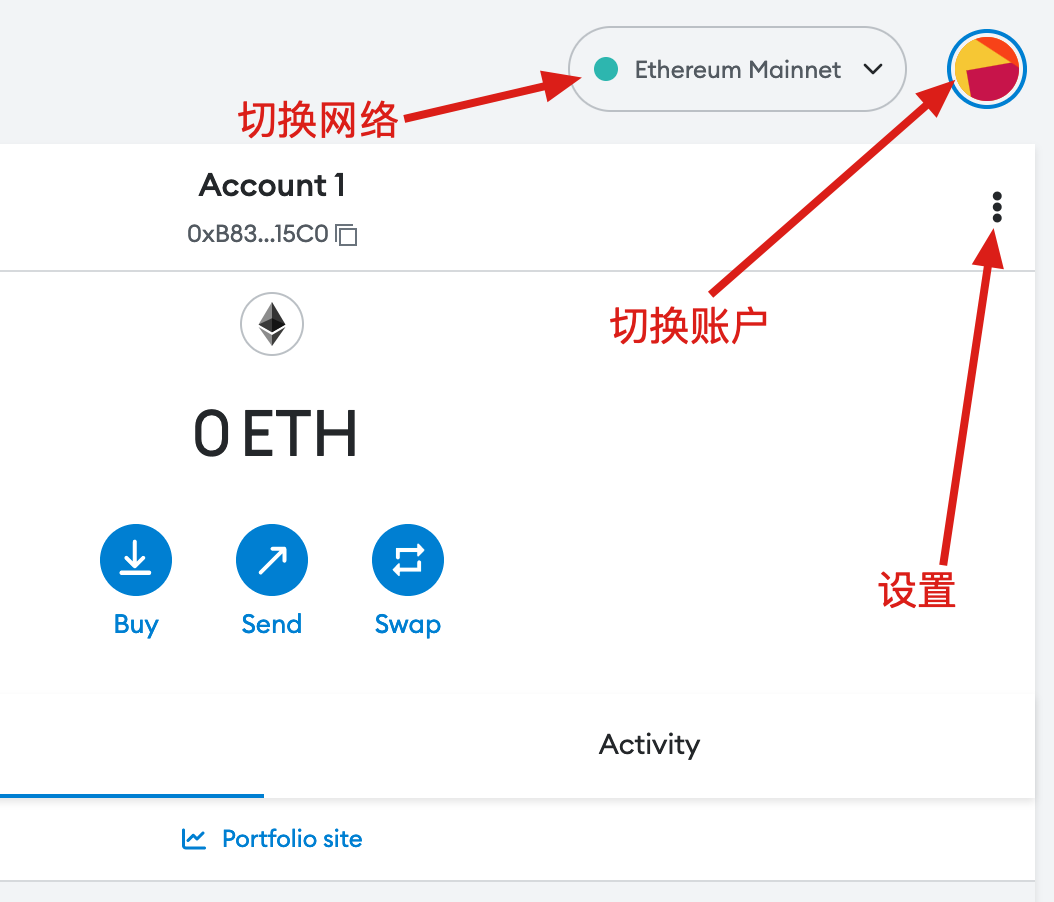 Ethereum Mainnet
切换网络
Account 1
0xB83...15C0
切换账户
0 ETH
设置
Buy
Send
Swap
Activity
Portfolio site